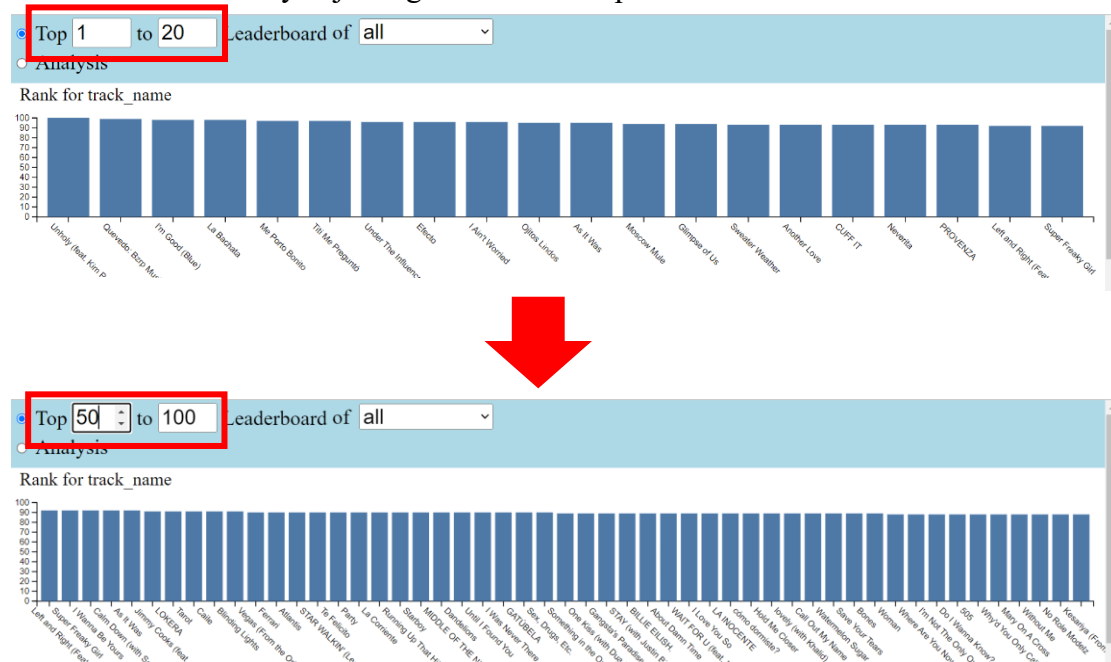 Top 1 to 20 Leaderboard of all
Analysis
Rank for track_name
100
90
80
70
60
50
40
30
20
10
0
Unholy (feat. Kim P
Quevedo: Bzrp Mus
I'm Good (Blue)
La Bachata
Me Porto Bonito
Tití Me Preguntó
Under The Influenc
Efecto
I Ain't Worried
Ojitos Lindos
As It Was
Moscow Mule
Glimpse of Us
Sweater Weather
Another Love
CUFF IT
Neverita
PROVENZA
Left and Right (Feat
Super Freaky Girl
Top 50 to 100 Leaderboard of all
Analysis
Rank for track_name
100
90
80
70
60
50
40
30
20
10
0
Left and Right (Feat
Super Freaky Girl
I Wanna Be Yours
Calm Down (with S
As It Was
Jimmy Cooks (feat
LOKERA
Tarot
Caile
Blinding Lights
Vegas (From the O
Ferrari
Atlantis
STAR WALKIN' (Le
Te Felicito
Party
La Corriente
Running Up That Hi
Starboy
MIDDLE OF THE N
Dandelions
Until I Found You
I Was Never There
GATÚBELA
Sex, Drugs, Etc.
Something in the O
One Kiss (with Dua
Gangsta's Paradise
STAY (with Justin B
BILLIE EILISH.
About Damn Time
WAIT FOR U (feat.
I Love You So
LA INOCENTE
cómo dormiste?
Hold Me Closer
lovely (with Khalid)
Call Out My Name
Watermelon Sugar
Save Your Tears
Bones
Woman
Where Are You Now
I'm Not The Only O
Do I Wanna Know?
505
Why'd You Only Ca
Mary On A Cross
Without Me
No Role Modelz
Kesariya (From